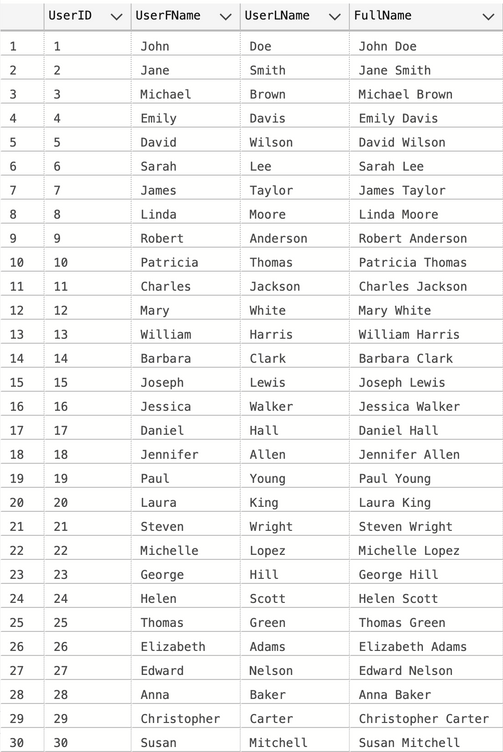 UserID UserFName UserLName FullName
1 1 John Doe John Doe
2 2 Jane Smith Jane Smith
3 3 Michael Brown Michael Brown
4 4 Emily Davis Emily Davis
5 5 David Wilson David Wilson
6 6 Sarah Lee Sarah Lee
7 7 James Taylor James Taylor
8 8 Linda Moore Linda Moore
9 9 Robert Anderson Robert Anderson
10 10 Patricia Thomas Patricia Thomas
11 11 Charles Jackson Charles Jackson
12 12 Mary White Mary White
13 13 William Harris William Harris
14 14 Barbara Clark Barbara Clark
15 15 Joseph Lewis Joseph Lewis
16 16 Jessica Walker Jessica Walker
17 17 Daniel Hall Daniel Hall
18 18 Jennifer Allen Jennifer Allen
19 19 Paul Young Paul Young
20 20 Laura King Laura King
21 21 Steven Wright Steven Wright
22 22 Michelle Lopez Michelle Lopez
23 23 George Hill George Hill
24 24 Helen Scott Helen Scott
25 25 Thomas Green Thomas Green
26 26 Elizabeth Adams Elizabeth Adams
27 27 Edward Nelson Edward Nelson
28 28 Anna Baker Anna Baker
29 29 Christopher Carter Christopher Carter
30 30 Susan Mitchell Susan Mitchell